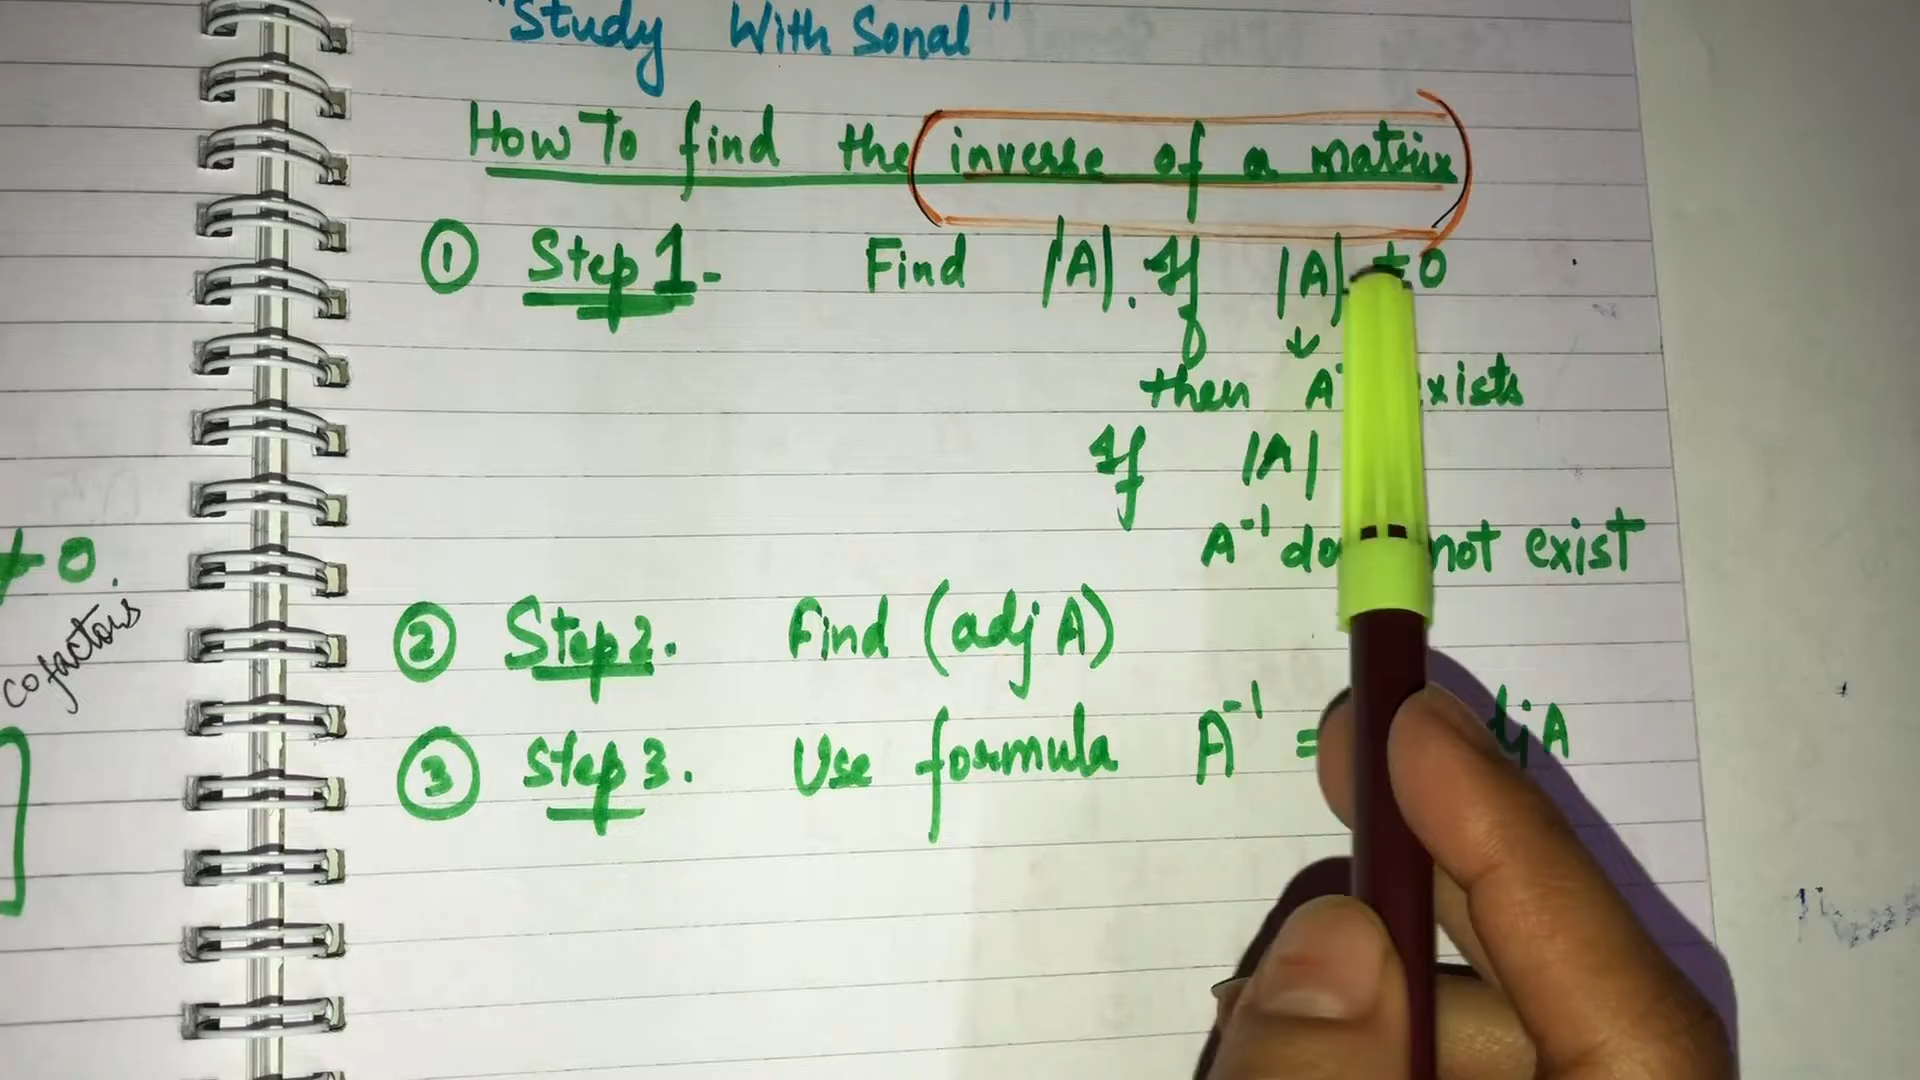 "Study With Sonal"
How To find the inverse of a matrix
① Step 1- Find |A|. If |A| ≠ 0
then A exists
If |A|
A⁻¹ do not exist
≠ 0.
cofactors
② Step 2. Find (adj A)
③ Step 3. Use formula A⁻¹ = dj A